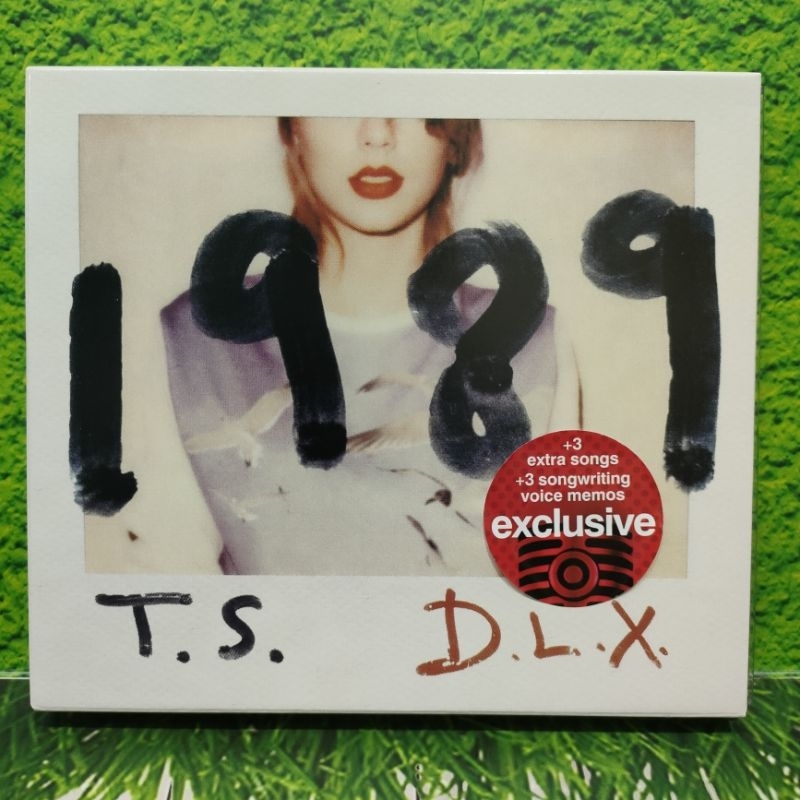 1989
+3
extra songs
+3 songwriting
voice memos
exclusive
T.S. D.L.X.